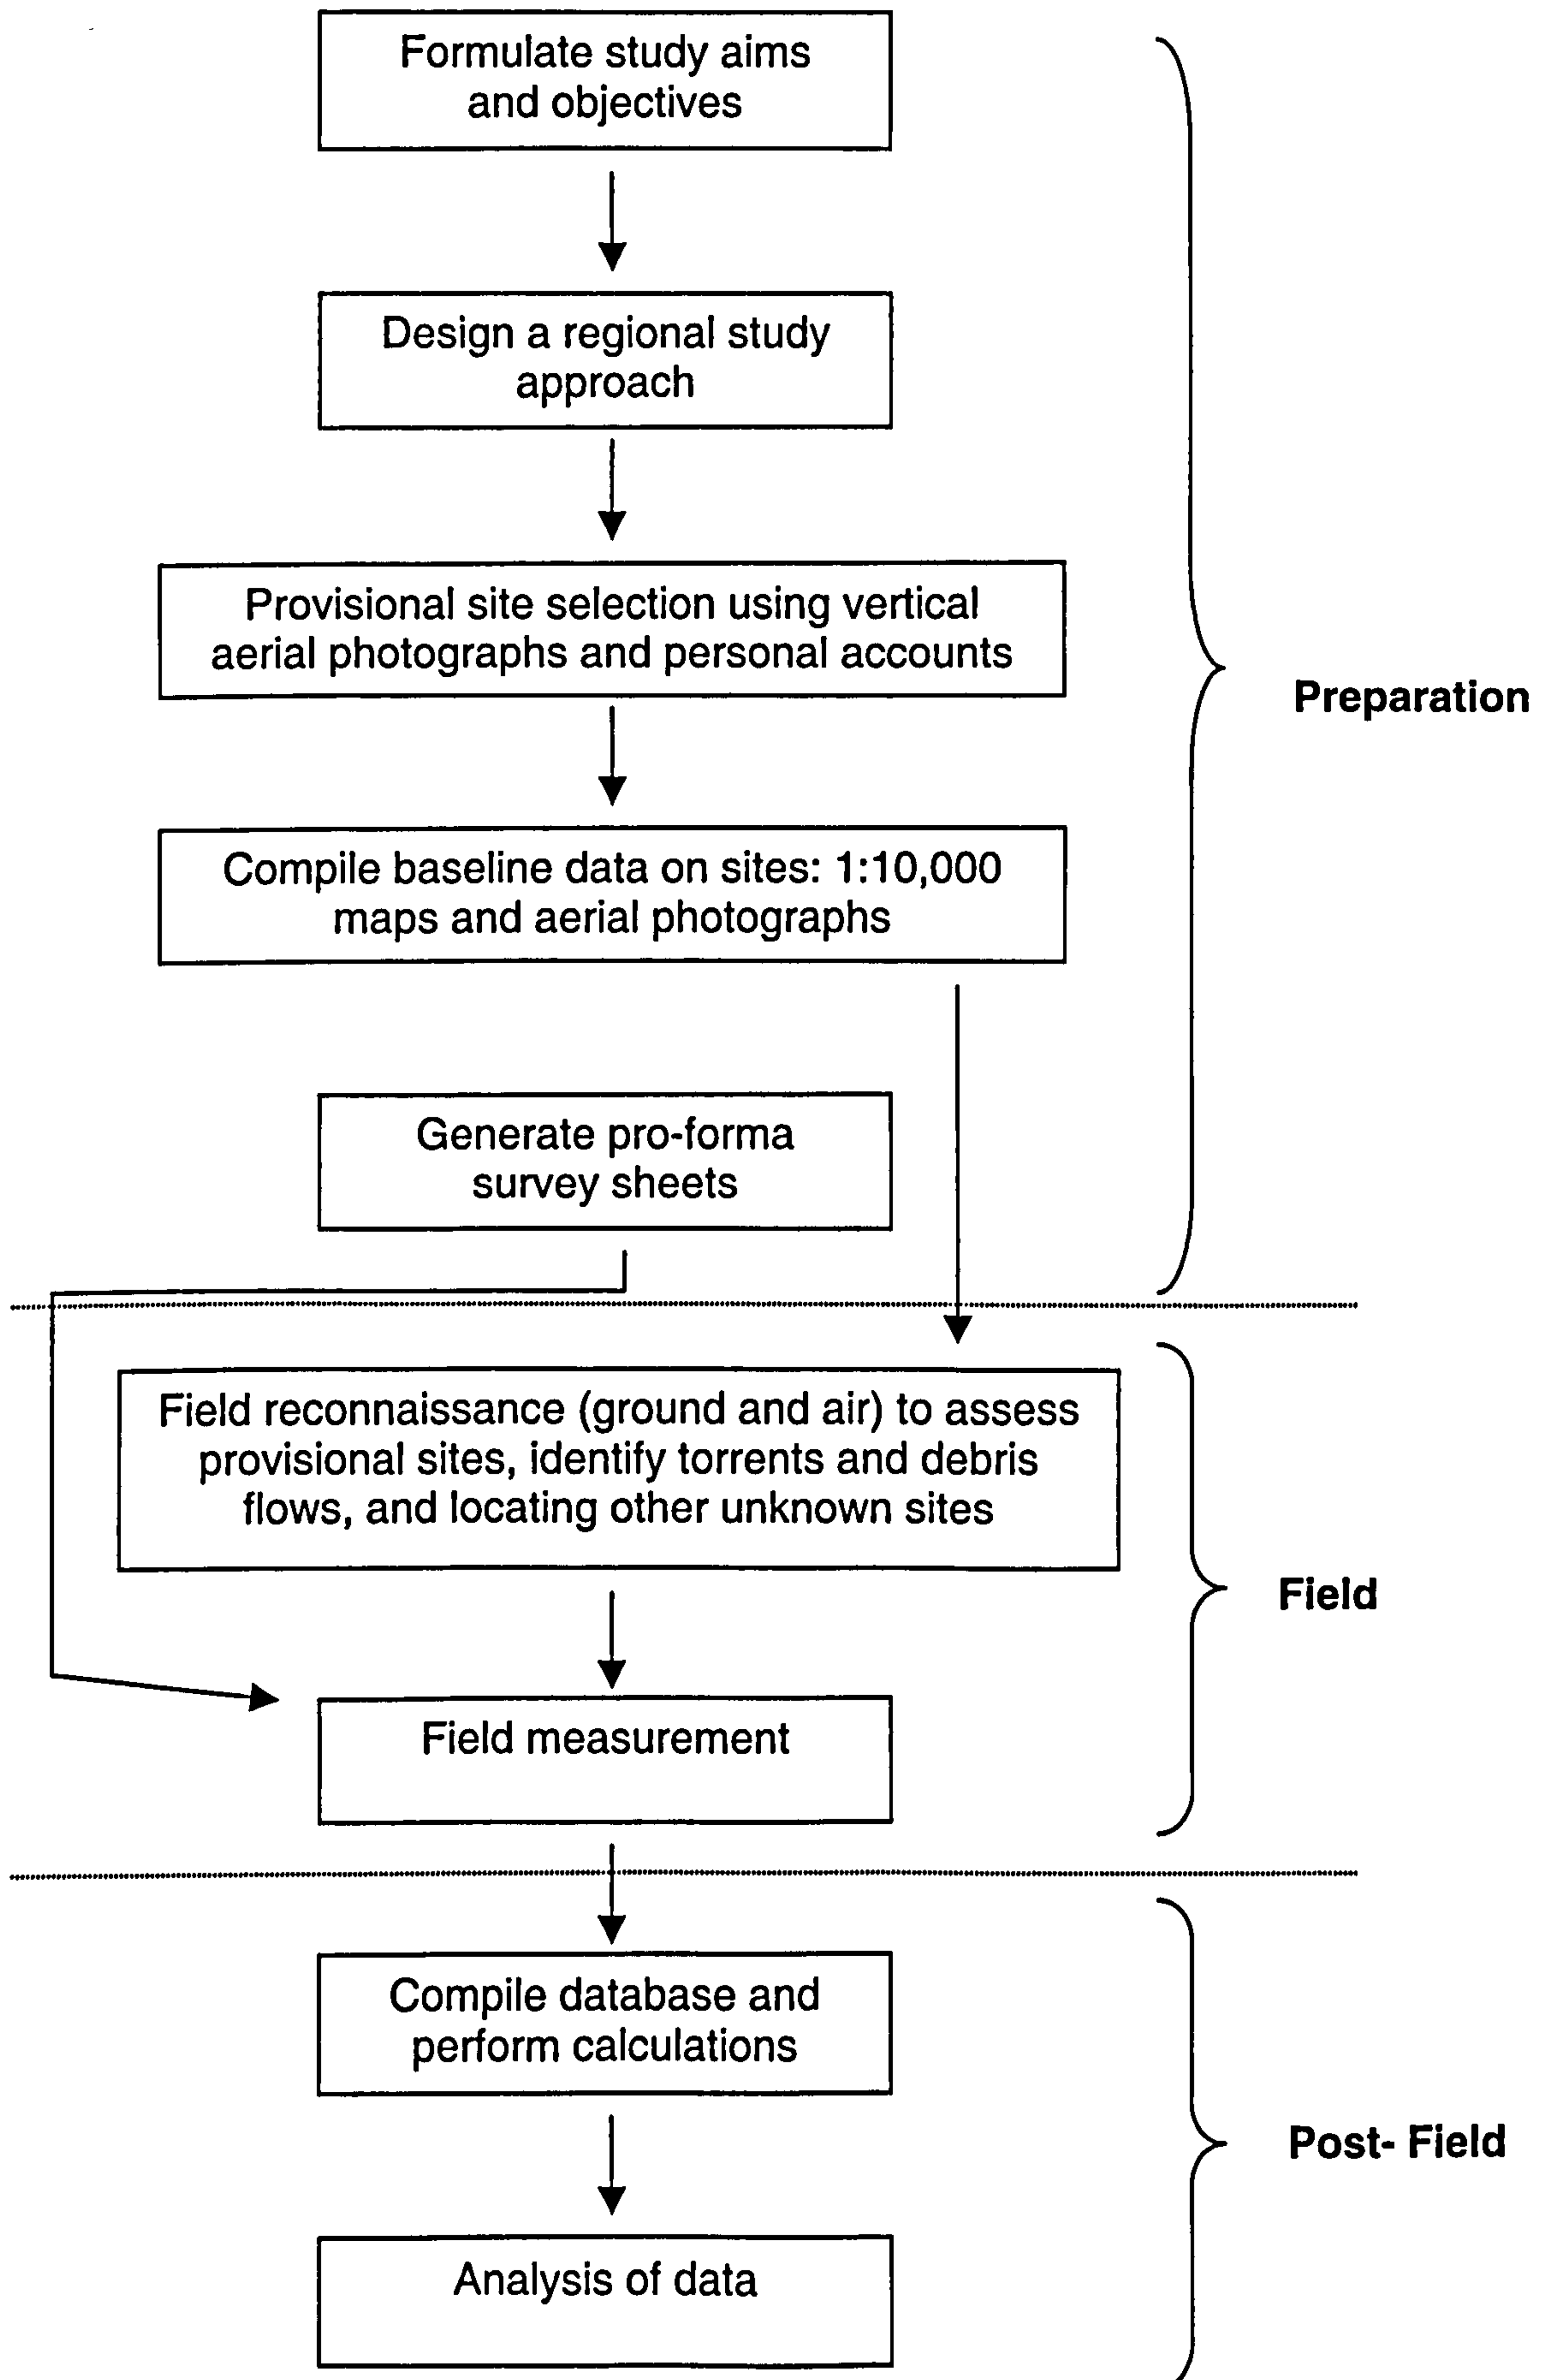 Formulate study aims
and objectives
Design a regional study
approach
Provisional site selection using vertical
aerial photographs and personal accounts
Preparation
Compile baseline data on sites: 1:10,000
maps and aerial photographs
Generate pro-forma
survey sheets
Field reconnaissance (ground and air) to assess
provisional sites, identify torrents and debris
flows, and locating other unknown sites
Field
Field measurement
Compile database and
perform calculations
Post- Field
Analysis of data